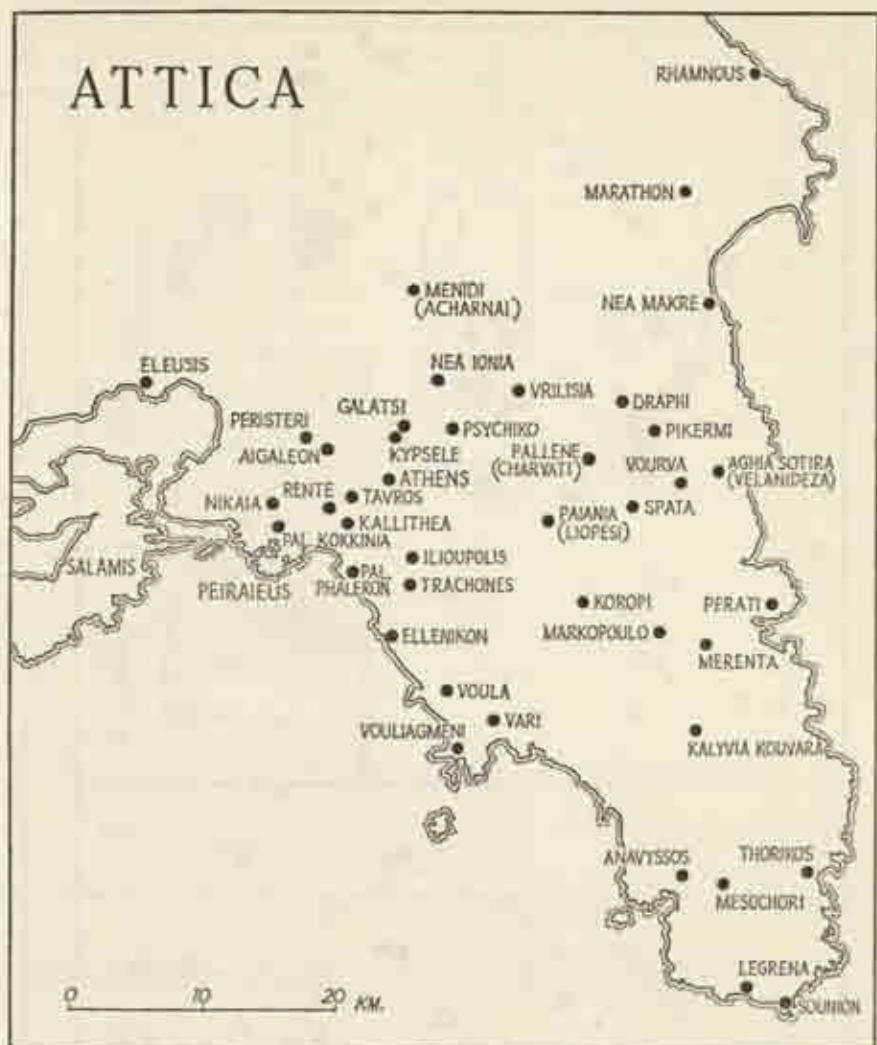 ATTICA
RHAMNOUS
MARATHON
MENIDI
(ACHARNAI)
NEA MAKRE
ELEUSIS
NEA IONIA
VRILISIA
DRAPHI
GALATSI
PERISTERI
PSYCHIKO
PIKERMI
AIGALEON
KYPSELE
PALLENE
(CHARVATI)
VOURVA
AGHIA SOTIRA
(VELANIDEZA)
ATHENS
RENTE
TAVROS
NIKAIA
SPATA
KALLITHEA
PAIANIA
(LIOPESI)
PAL. KOKKINIA
SALAMIS
ILIOUPOLIS
PAL.
PHALERON
PEIRAIEUS
TRACHONES
KOROPI
PERATI
ELLENIKON
MARKOPOULO
MERENTA
VOULA
VARI
VOULIAGMENI
KALYVIA KOUVARA
ANAVYSSOS
THORIKOS
MESOCHORI
LEGRENA
SOUNION
0 10 20 KM.